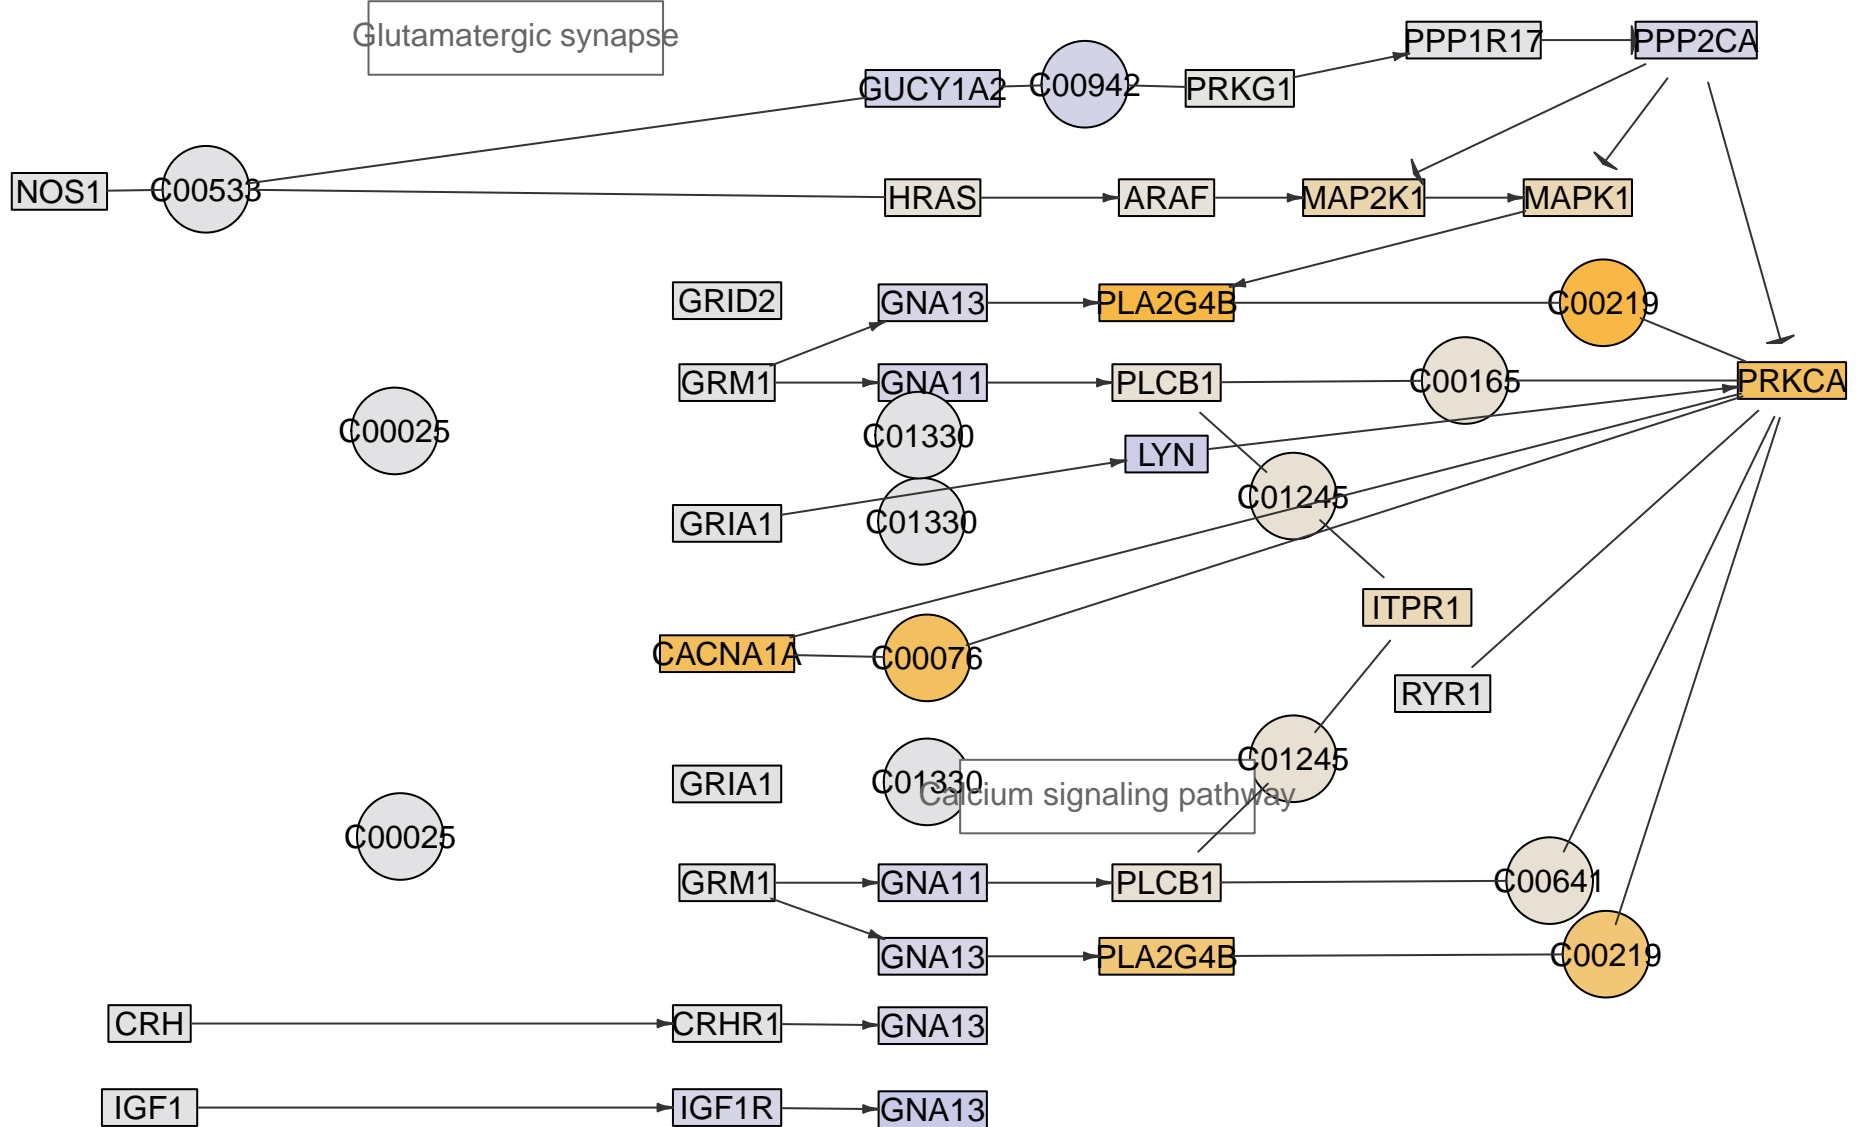 Glutamatergic synapse
PPP1R17
PPP2CA
GUCY1A2
C00942
PRKG1
NOS1
C00533
HRAS
ARAF
MAP2K1
MAPK1
GRID2
GNA13
PLA2G4B
C00219
GRM1
GNA11
PLCB1
C00165
PRKCA
C00025
C01330
LYN
C01245
GRIA1
C01330
ITPR1
CACNA1A
C00076
RYR1
GRIA1
C01330
C01245
Calcium signaling pathway
C00025
GRM1
GNA11
PLCB1
C00641
GNA13
PLA2G4B
C00219
CRH
CRHR1
GNA13
IGF1
IGF1R
GNA13